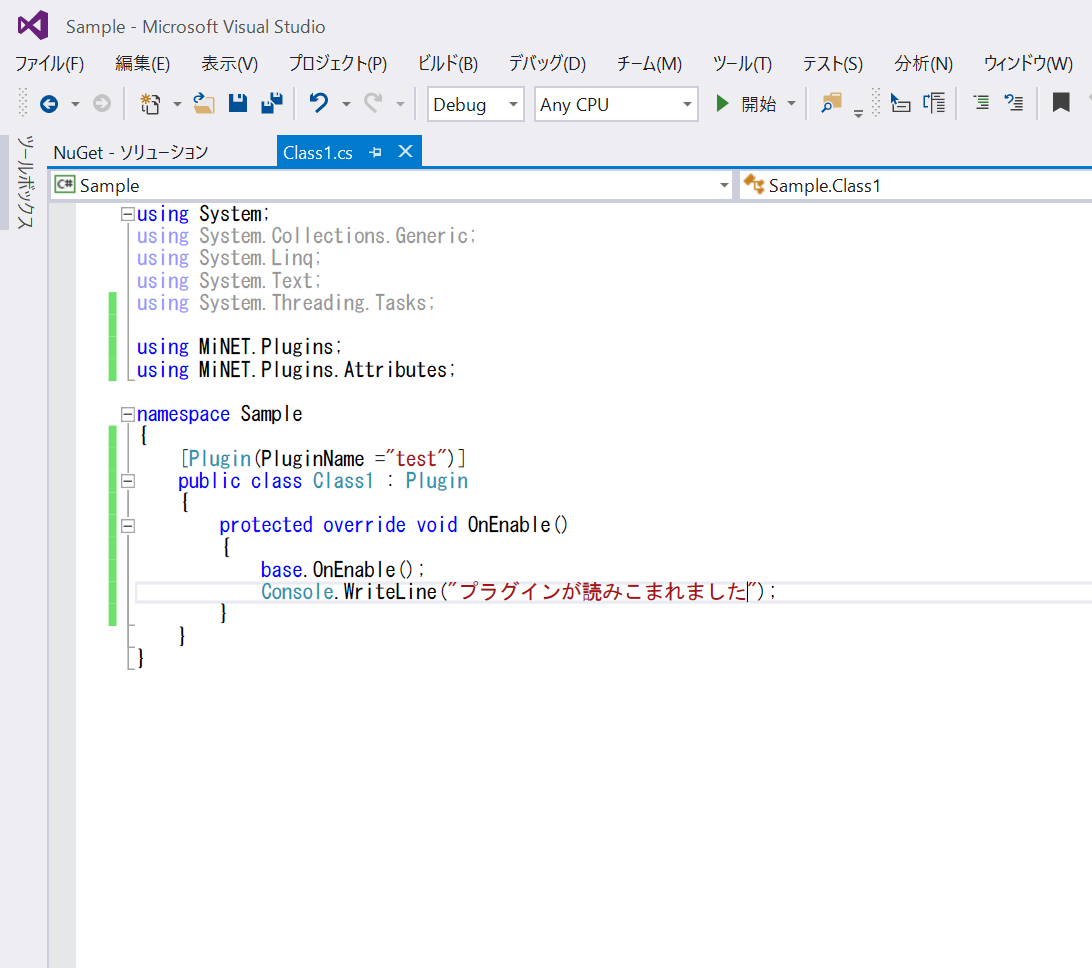 Sample - Microsoft Visual Studio
ファイル(F) 編集(E) 表示(V) プロジェクト(P) ビルド(B) デバッグ(D) チーム(M) ツール(T) テスト(S) 分析(N) ウィンドウ(W)
Debug Any CPU 開始
ツールボックス
NuGet - ソリューション Class1.cs
C# Sample Sample.Class1
using System;
using System.Collections.Generic;
using System.Linq;
using System.Text;
using System.Threading.Tasks;
using MiNET.Plugins;
using MiNET.Plugins.Attributes;
namespace Sample
{
[Plugin(PluginName ="test")]
public class Class1 : Plugin
{
protected override void OnEnable()
{
base.OnEnable();
Console.WriteLine("プラグインが読みこまれました");
}
}
}